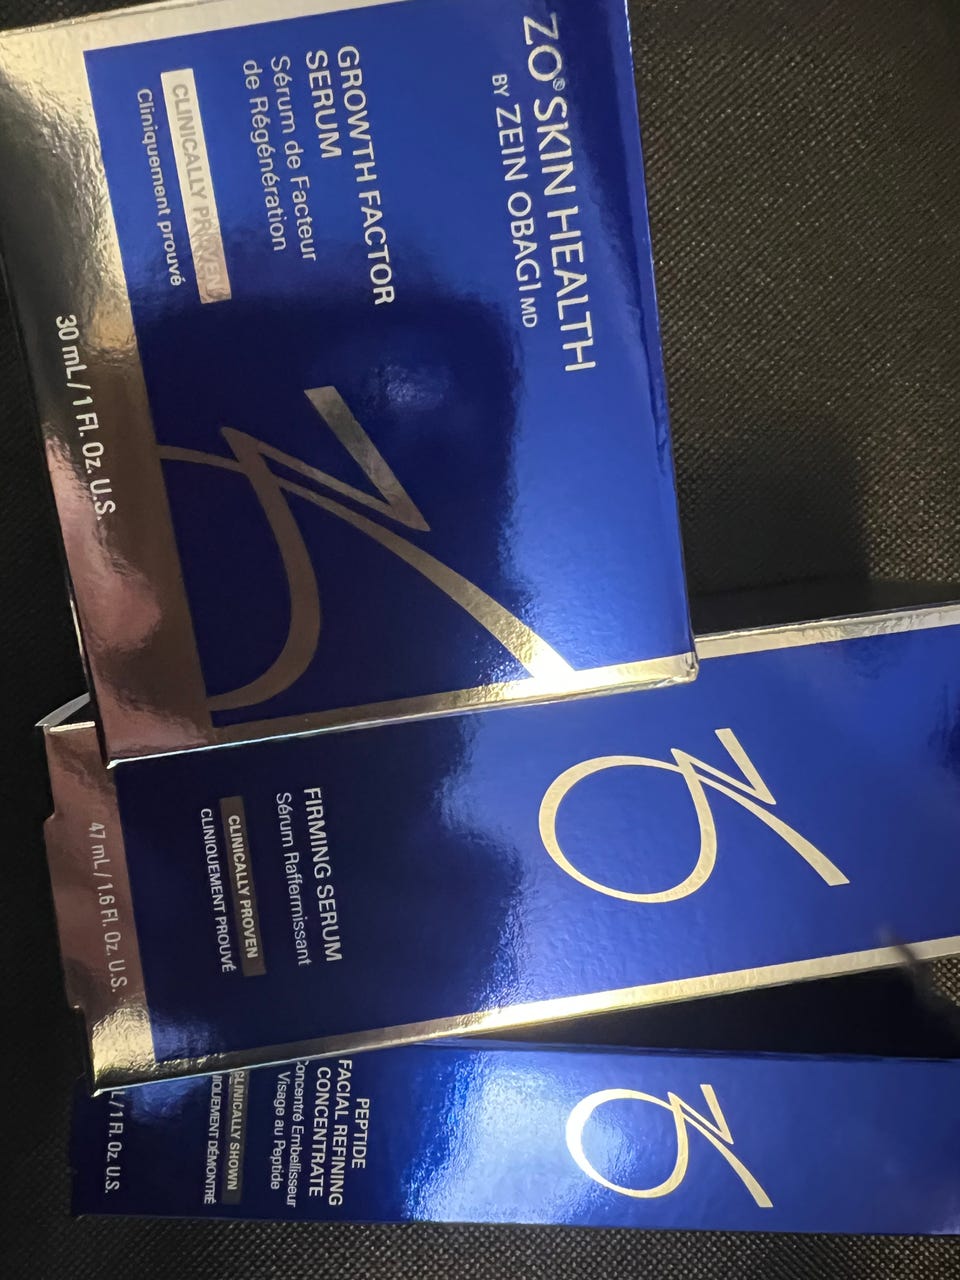 ZO® SKIN HEALTH
BY ZEIN OBAGI MD
GROWTH FACTOR
SERUM
Sérum de Facteur
de Régénération
CLINICALLY PROVEN
Cliniquement prouvé
30 mL / 1 Fl. Oz. U.S.
FIRMING SERUM
Sérum Raffermissant
CLINICALLY PROVEN
CLINIQUEMENT PROUVÉ
47 mL / 1.6 Fl. Oz. U.S.
PEPTIDE
FACIAL REFINING
CONCENTRATE
Concentré Embellisseur
Visage au Peptide
CLINICALLY SHOWN
IQUEMENT DÉMONTRÉ
L / 1 Fl. Oz. U.S.